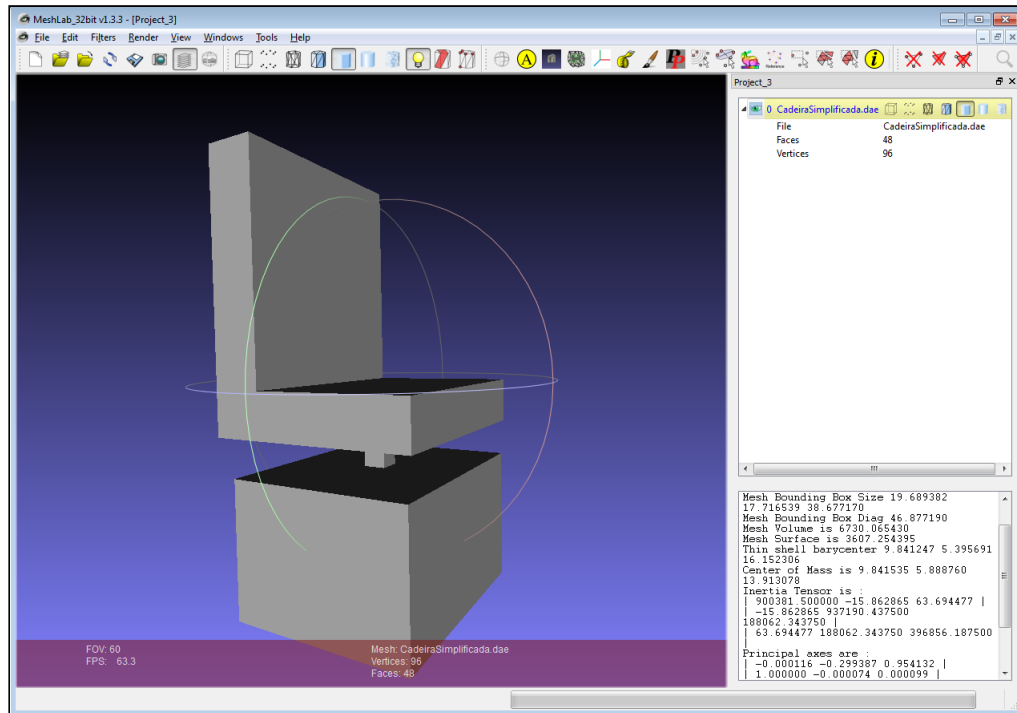 MeshLab_32bit v1.3.3 - [Project_3]
File Edit Filters Render View Windows Tools Help
A
Pp
Reference
i
Project_3
0 CadeiraSimplificada.dae
File CadeiraSimplificada.dae
Faces 48
Vertices 96
Mesh Bounding Box Size 19.689382
17.716539 38.677170
Mesh Bounding Box Diag 46.877190
Mesh Volume is 6730.065430
Mesh Surface is 3607.254395
Thin shell barycenter 9.841247 5.395691
16.152306
Center of Mass is 9.841535 5.888760
13.913078
Inertia Tensor is :
| 900381.500000 -15.862865 63.694477 |
| -15.862865 937190.437500
188062.343750 |
| 63.694477 188062.343750 396856.187500
|
Principal axes are :
| -0.000116 -0.299387 0.954132 |
| 1.000000 -0.000074 0.000099 |
FOV: 60
FPS: 63.3
Mesh: CadeiraSimplificada.dae
Vertices: 96
Faces: 48